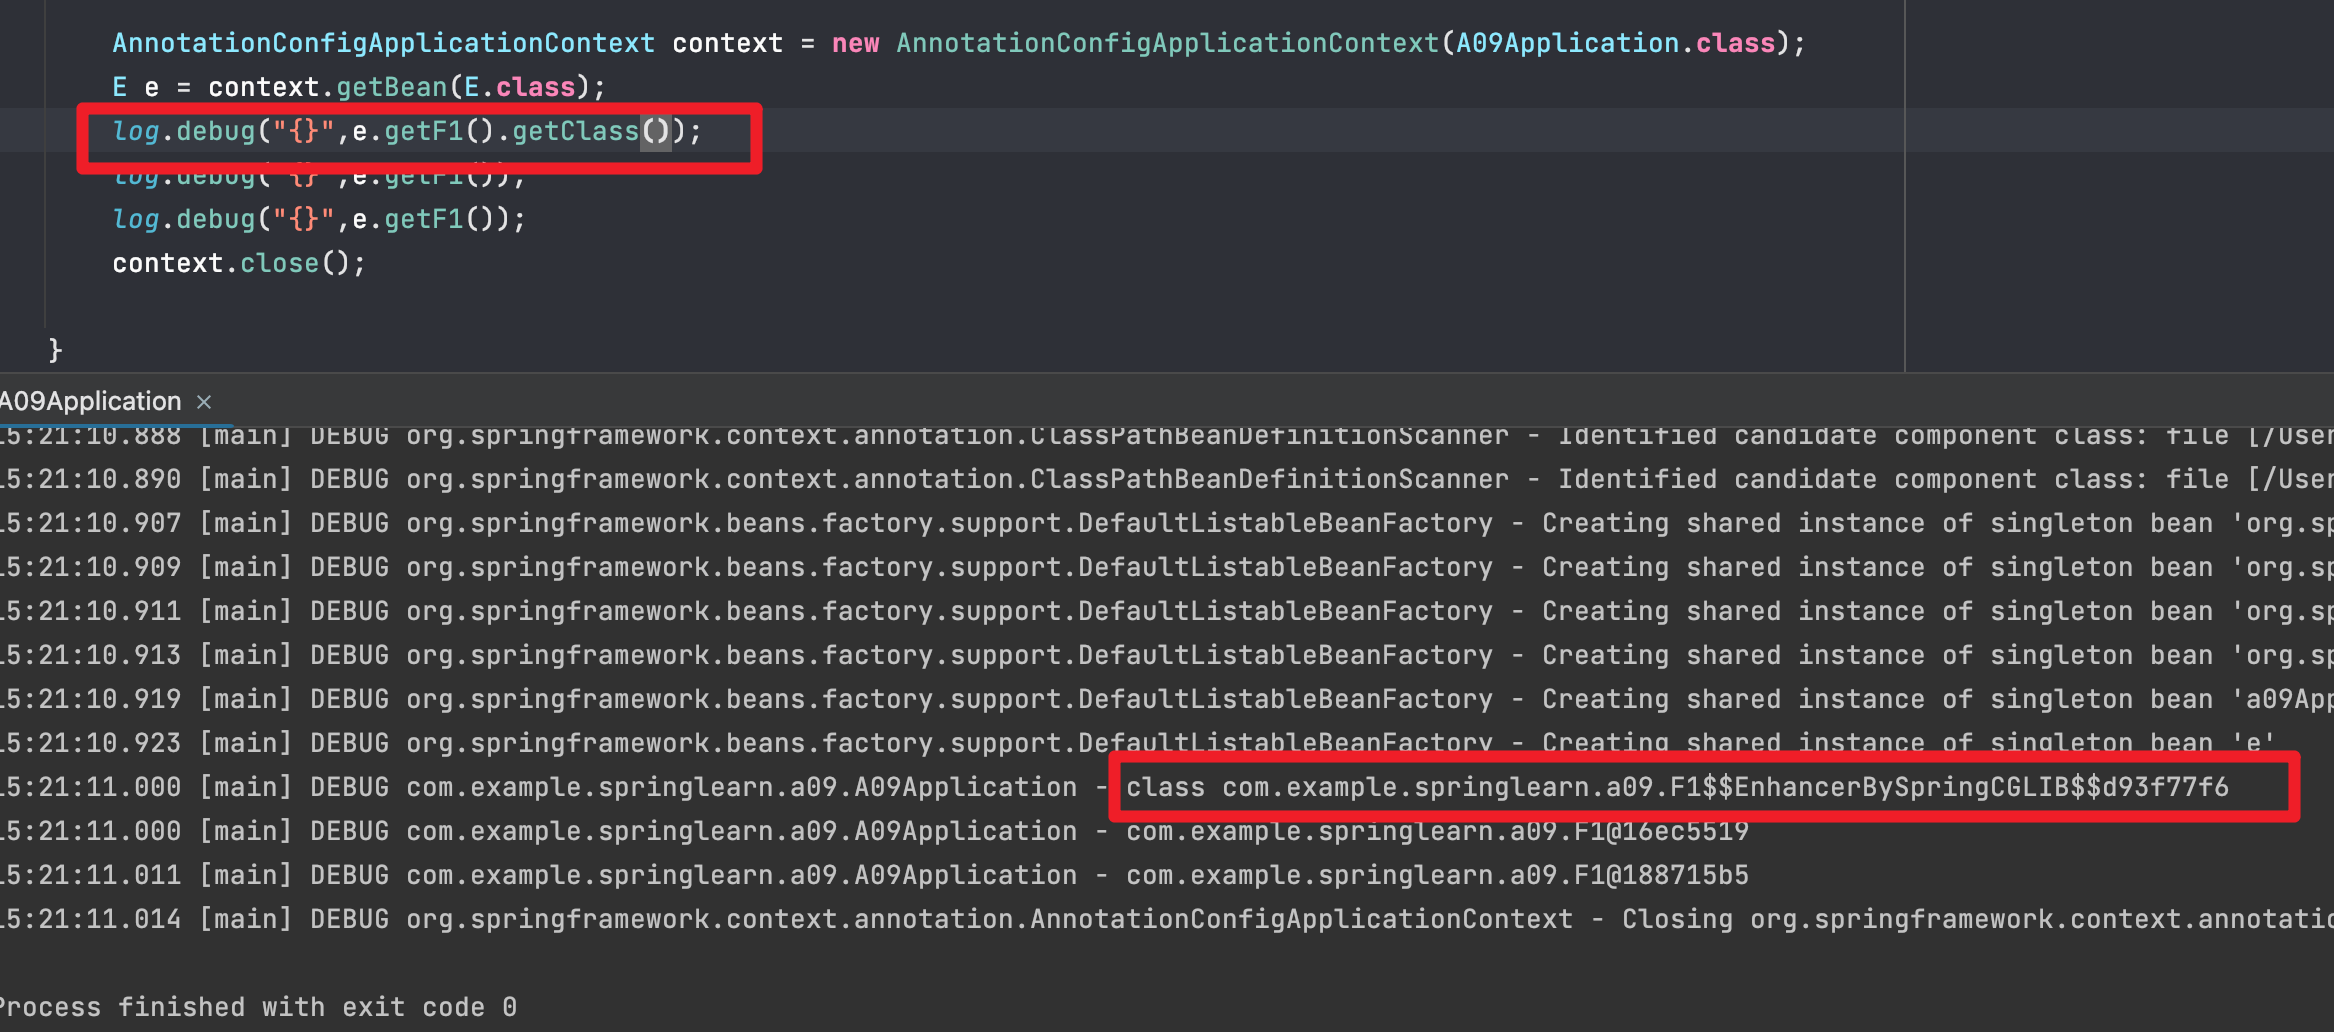 AnnotationConfigApplicationContext context = new AnnotationConfigApplicationContext(A09Application.class);
E e = context.getBean(E.class);
log.debug("{}",e.getF1().getClass());
log.debug("{}",e.getF1());
log.debug("{}",e.getF1());
context.close();
}
A09Application ×
15:21:10.888 [main] DEBUG org.springframework.context.annotation.ClassPathBeanDefinitionScanner - Identified candidate component class: file [/User
15:21:10.890 [main] DEBUG org.springframework.context.annotation.ClassPathBeanDefinitionScanner - Identified candidate component class: file [/User
15:21:10.907 [main] DEBUG org.springframework.beans.factory.support.DefaultListableBeanFactory - Creating shared instance of singleton bean 'org.sp
15:21:10.909 [main] DEBUG org.springframework.beans.factory.support.DefaultListableBeanFactory - Creating shared instance of singleton bean 'org.sp
15:21:10.911 [main] DEBUG org.springframework.beans.factory.support.DefaultListableBeanFactory - Creating shared instance of singleton bean 'org.sp
15:21:10.913 [main] DEBUG org.springframework.beans.factory.support.DefaultListableBeanFactory - Creating shared instance of singleton bean 'org.sp
15:21:10.919 [main] DEBUG org.springframework.beans.factory.support.DefaultListableBeanFactory - Creating shared instance of singleton bean 'a09App
15:21:10.923 [main] DEBUG org.springframework.beans.factory.support.DefaultListableBeanFactory - Creating shared instance of singleton bean 'e'
15:21:11.000 [main] DEBUG com.example.springlearn.a09.A09Application - class com.example.springlearn.a09.F1$$EnhancerBySpringCGLIB$$d93f77f6
15:21:11.000 [main] DEBUG com.example.springlearn.a09.A09Application - com.example.springlearn.a09.F1@16ec5519
15:21:11.011 [main] DEBUG com.example.springlearn.a09.A09Application - com.example.springlearn.a09.F1@188715b5
15:21:11.014 [main] DEBUG org.springframework.context.annotation.AnnotationConfigApplicationContext - Closing org.springframework.context.annotatio
Process finished with exit code 0